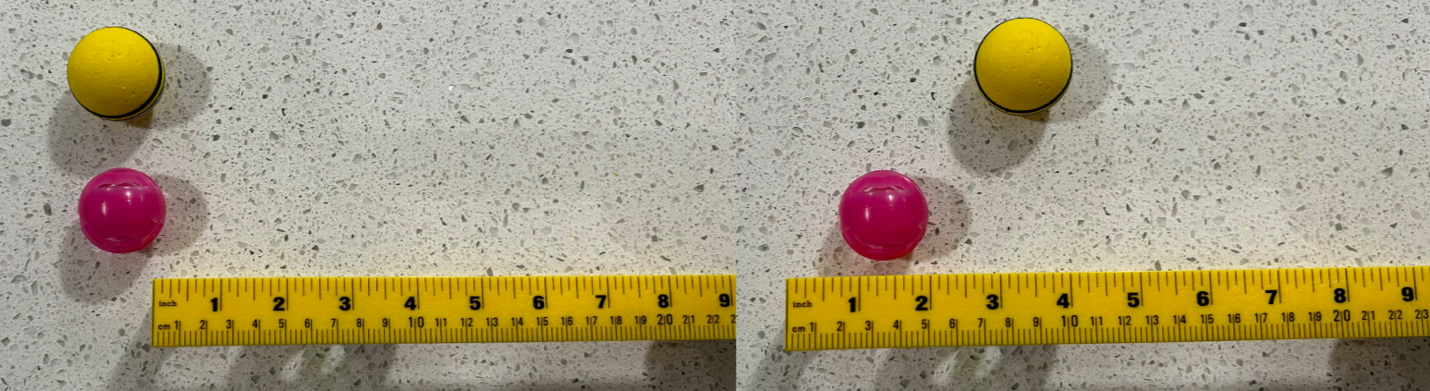 inch 1 2 3 4 5 6 7 8 9
cm 1 2 3 4 5 6 7 8 9 10 11 12 13 14 15 16 17 18 19 20 21 22 2
inch 1 2 3 4 5 6 7 8 9
cm 1 2 3 4 5 6 7 8 9 10 11 12 13 14 15 16 17 18 19 20 21 22 23